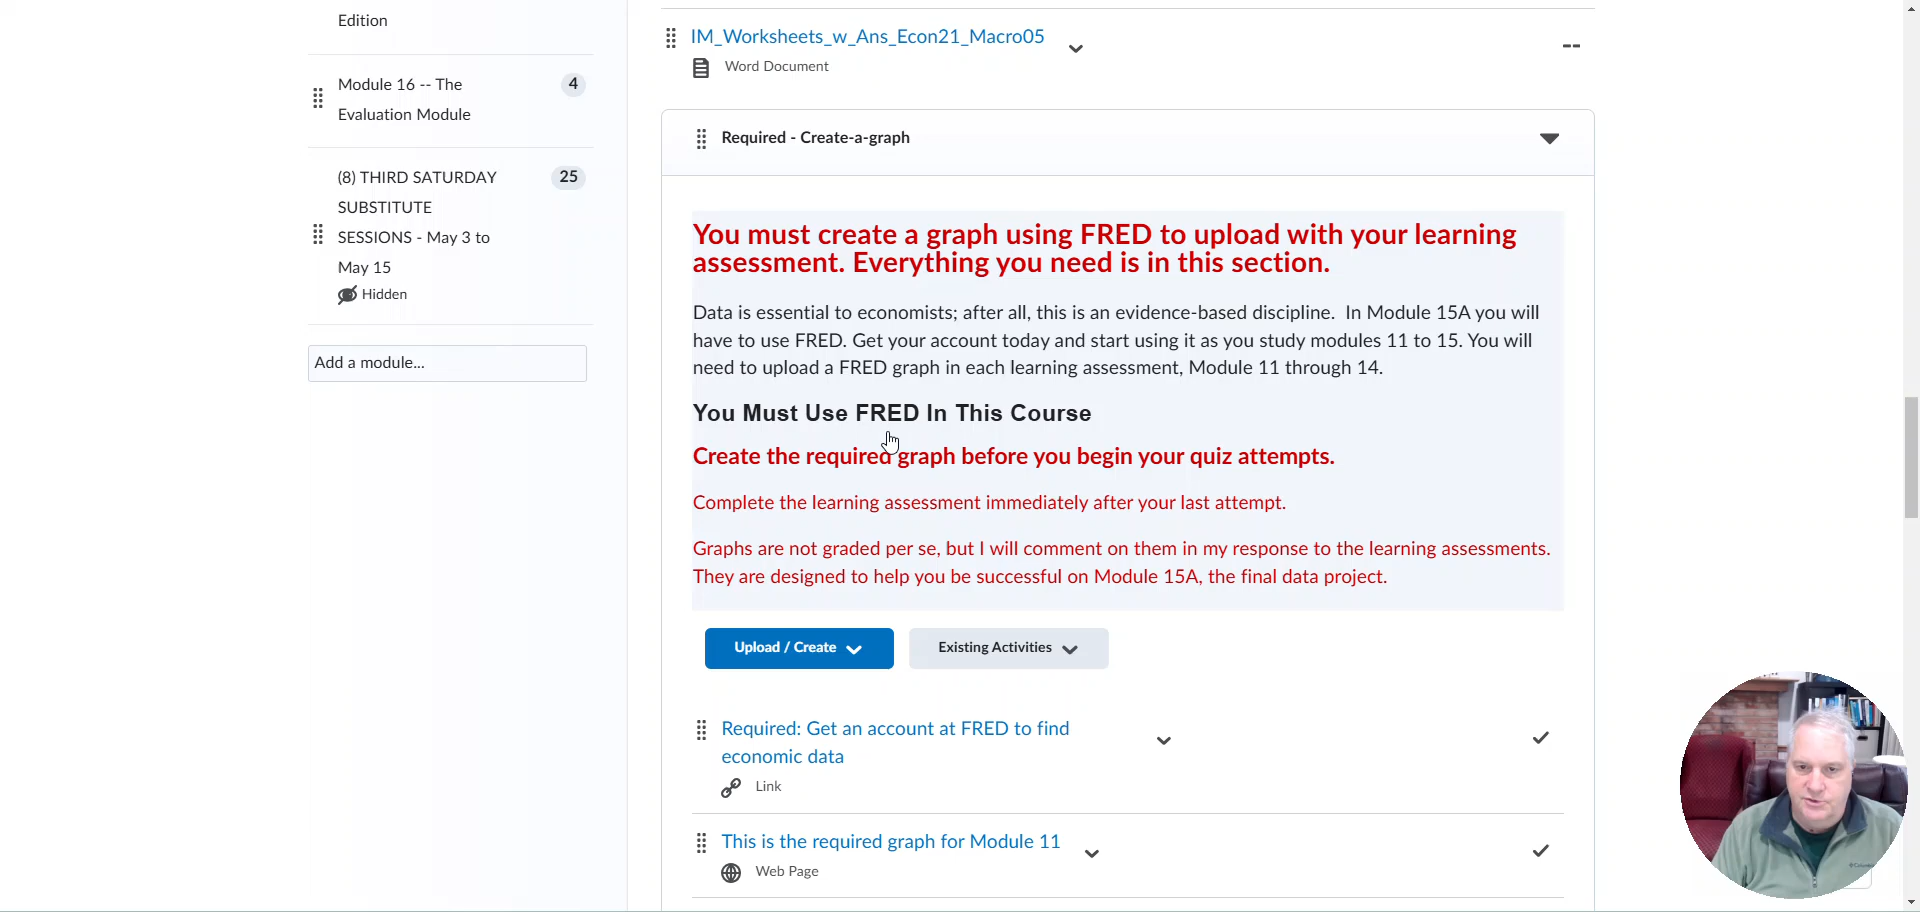 Edition
Module 16 -- The
Evaluation Module
4
(8) THIRD SATURDAY
SUBSTITUTE
SESSIONS - May 3 to
May 15
25
Hidden
Add a module...
IM_Worksheets_w_Ans_Econ21_Macro05
Word Document
Required - Create-a-graph
You must create a graph using FRED to upload with your learning
assessment. Everything you need is in this section.
Data is essential to economists; after all, this is an evidence-based discipline. In Module 15A you will
have to use FRED. Get your account today and start using it as you study modules 11 to 15. You will
need to upload a FRED graph in each learning assessment, Module 11 through 14.
You Must Use FRED In This Course
Create the required graph before you begin your quiz attempts.
Complete the learning assessment immediately after your last attempt.
Graphs are not graded per se, but I will comment on them in my response to the learning assessments.
They are designed to help you be successful on Module 15A, the final data project.
Upload / Create
Existing Activities
Required: Get an account at FRED to find
economic data
Link
This is the required graph for Module 11
Web Page